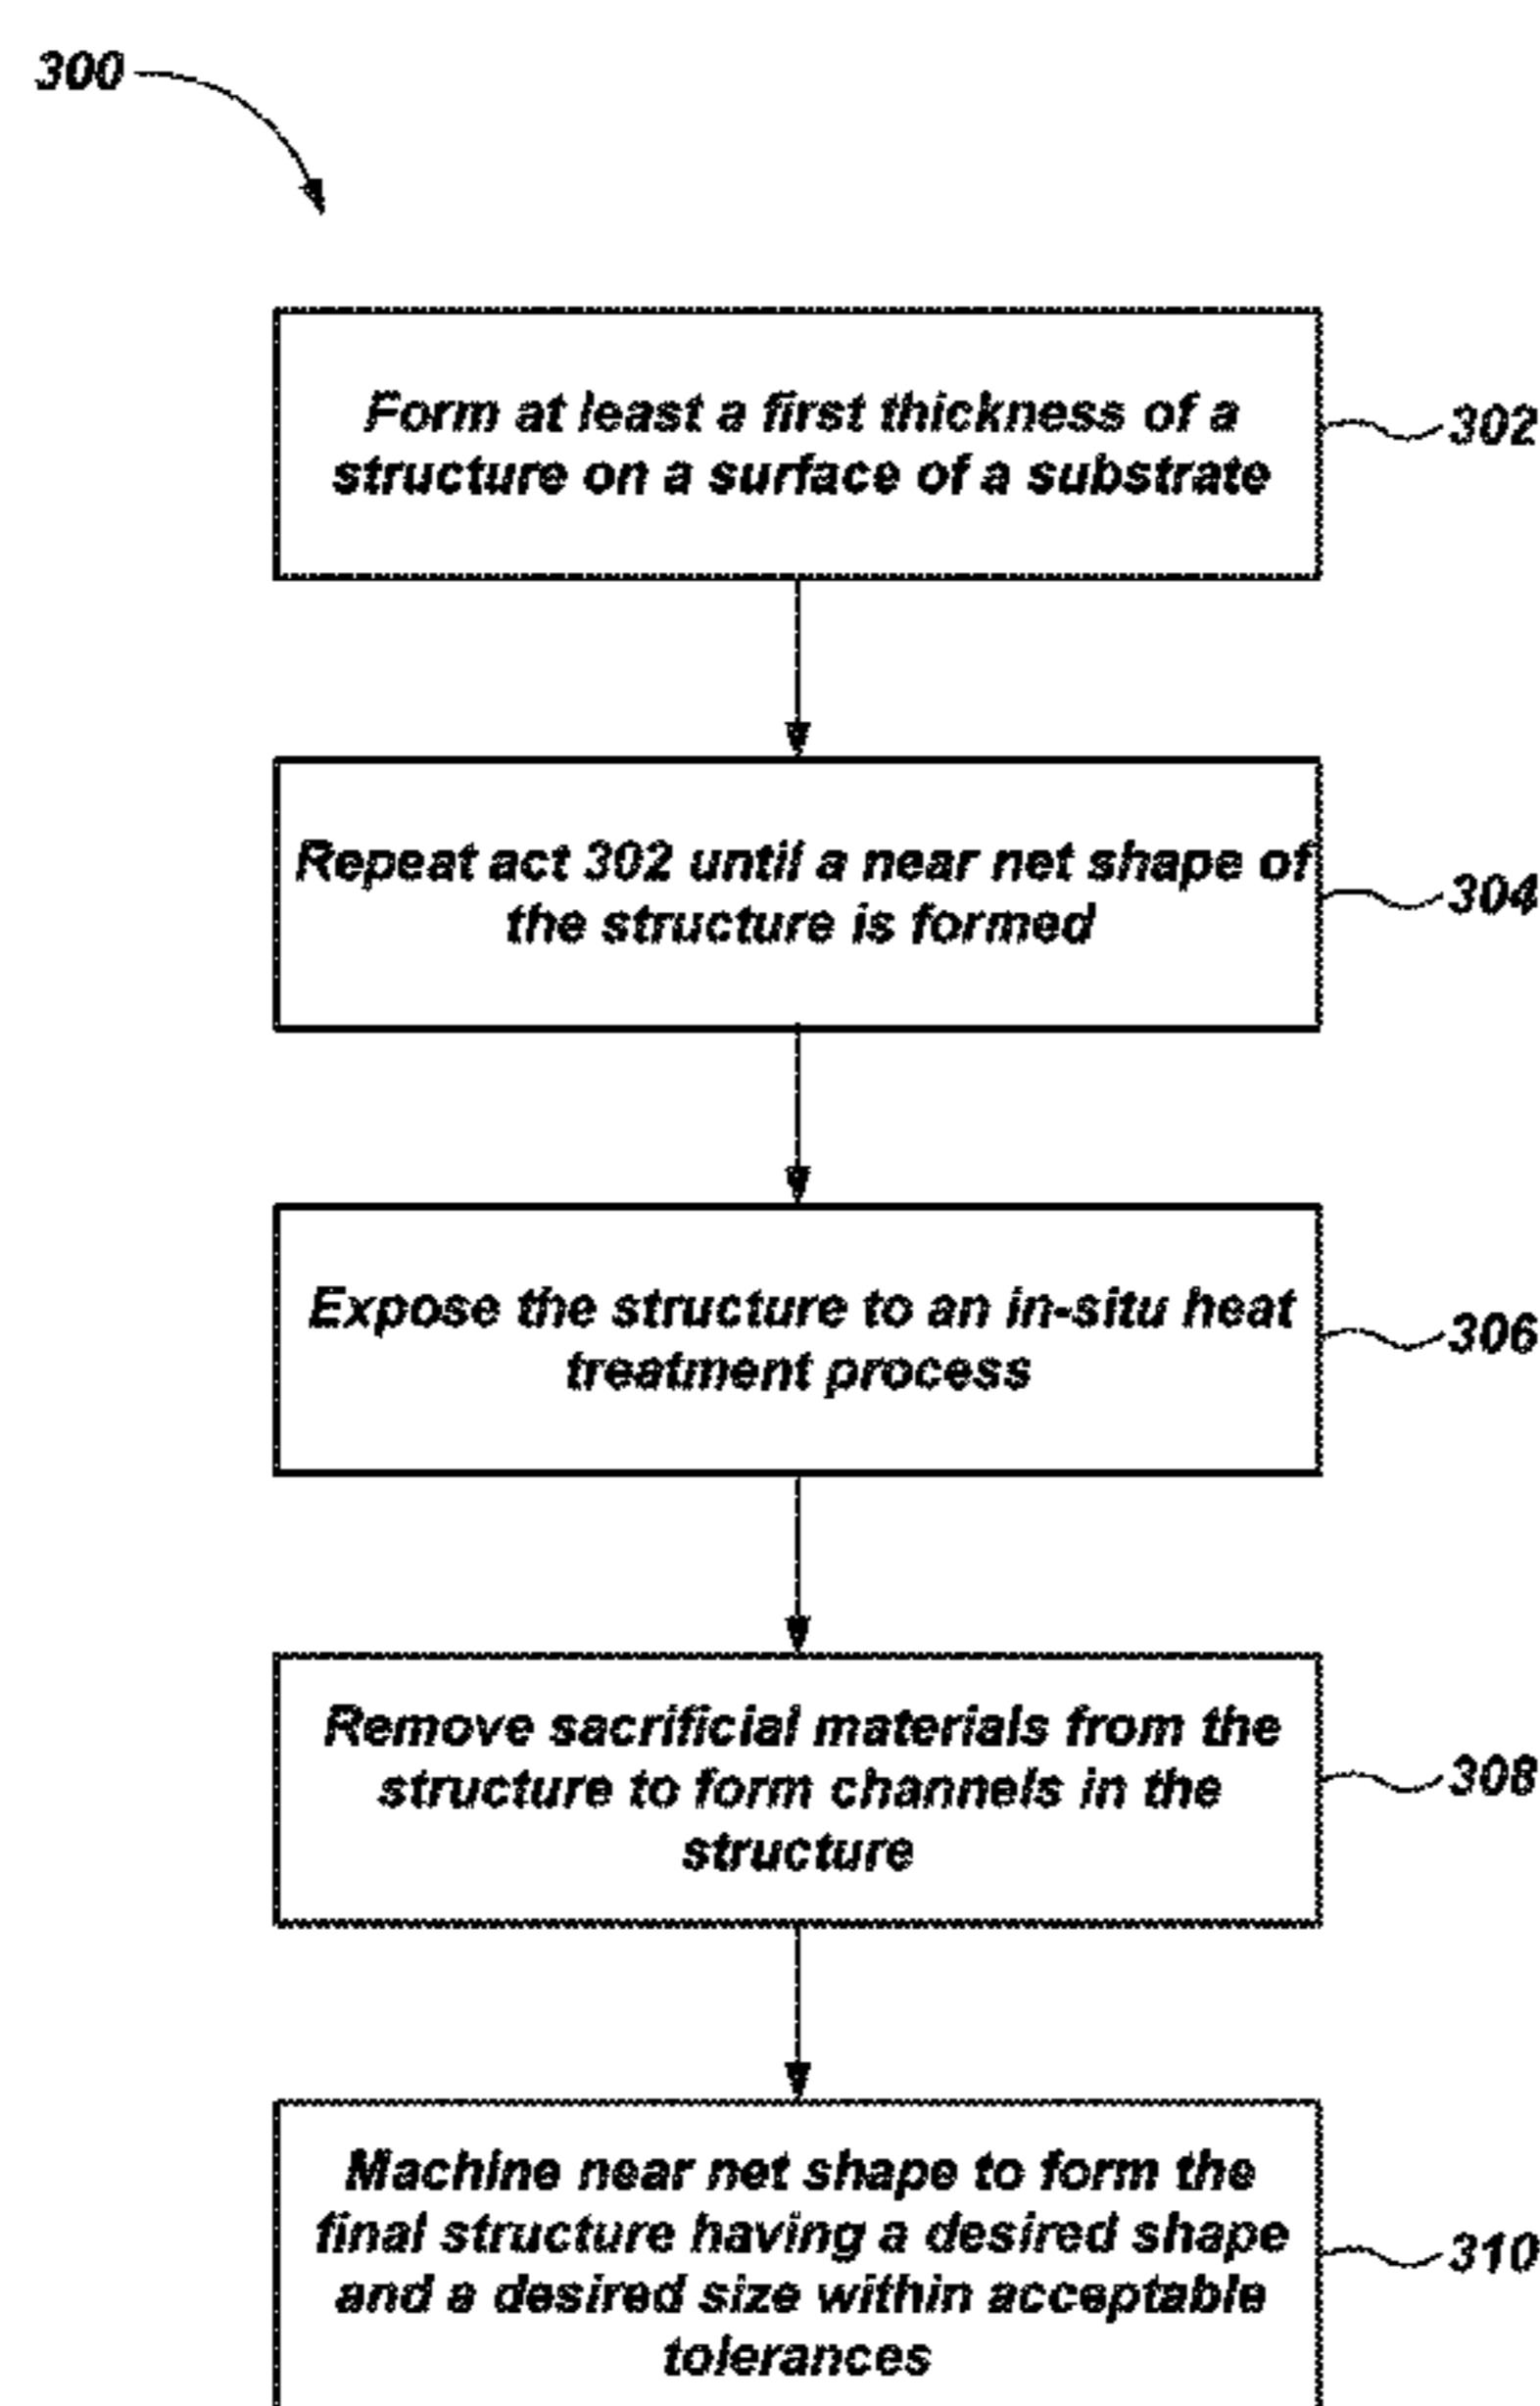 300
Form at least a first thickness of a
structure on a surface of a substrate
302
Repeat act 302 until a near net shape of
the structure is formed
304
Expose the structure to an in-situ heat
treatment process
306
Remove sacrificial materials from the
structure to form channels in the
structure
308
Machine near net shape to form the
final structure having a desired shape
and a desired size within acceptable
tolerances
310